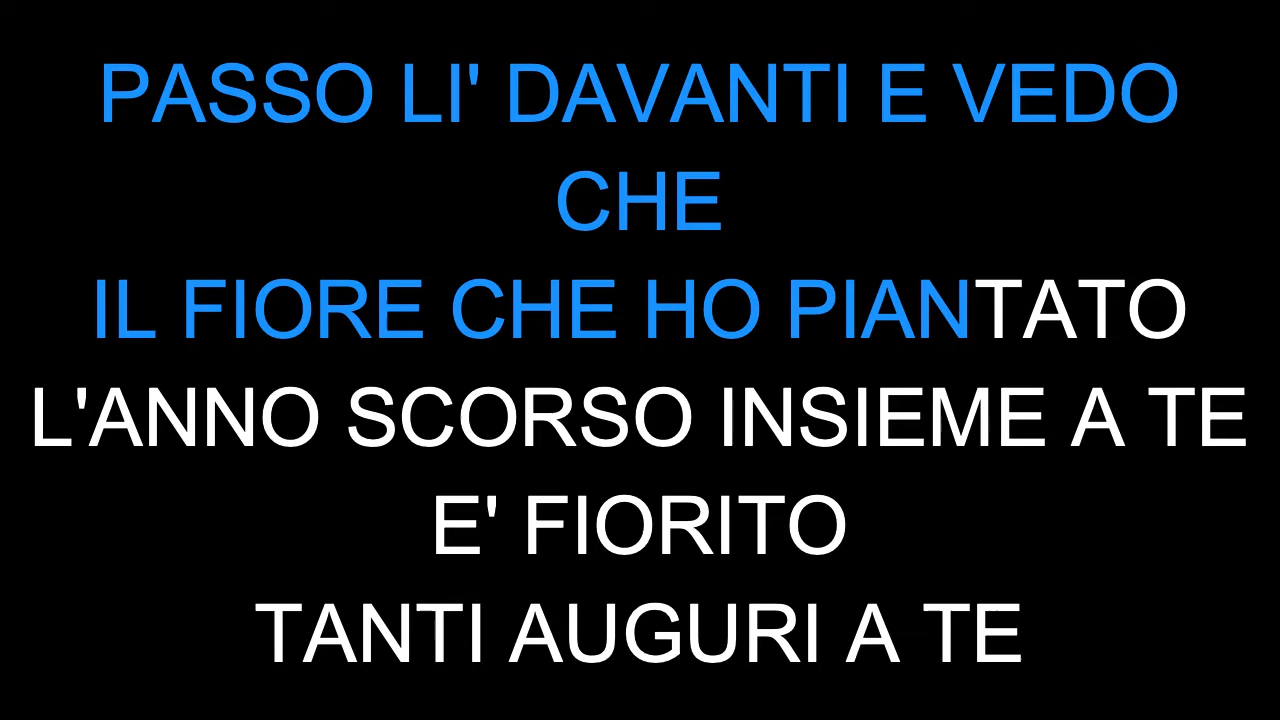 PASSO LI' DAVANTI E VEDO
CHE
IL FIORE CHE HO PIANTATO
L'ANNO SCORSO INSIEME A TE
E' FIORITO
TANTI AUGURI A TE